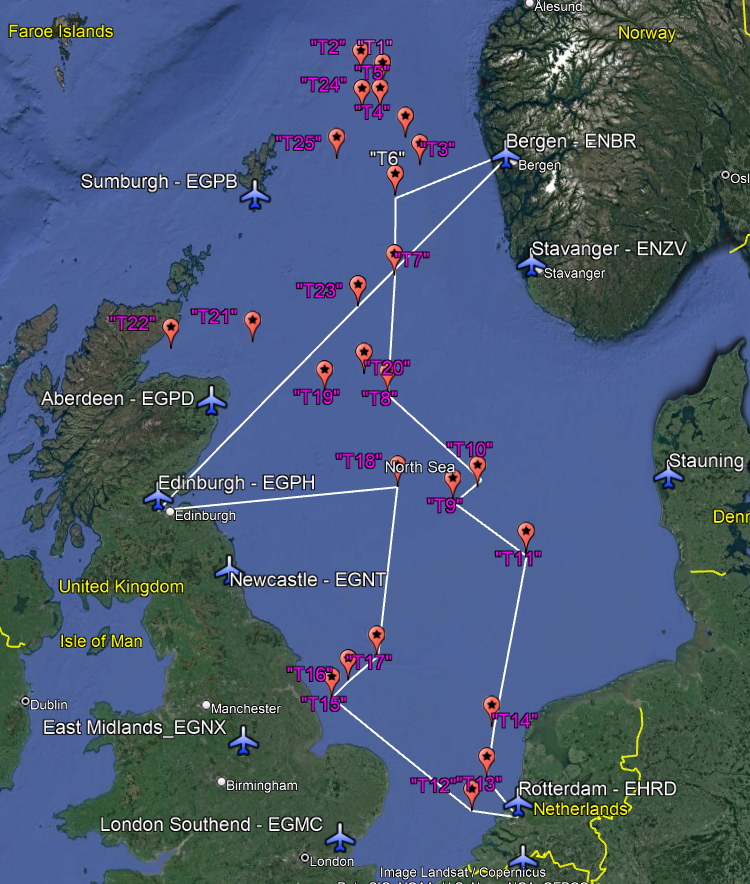 Ålesund
Faroe Islands
Norway
"T2"
"T1"
"T5"
"T24"
"T4"
"T25"
"T3"
Bergen - ENBR
"T6"
Bergen
Sumburgh - EGPB
Stavanger - ENZV
"T7"
Stavanger
"T23"
"T22"
"T21"
"T20"
"T19"
"T8"
Aberdeen - EGPD
"T10"
"T18"
North Sea
Stauning
Edinburgh - EGPH
"T9"
Edinburgh
"T11"
Newcastle - EGNT
United Kingdom
Isle of Man
"T17"
"T16"
"T15"
Dublin
Manchester
"T14"
East Midlands_EGNX
Birmingham
"T12"
"T13"
Rotterdam - EHRD
Netherlands
London Southend - EGMC
London
Image Landsat / Copernicus